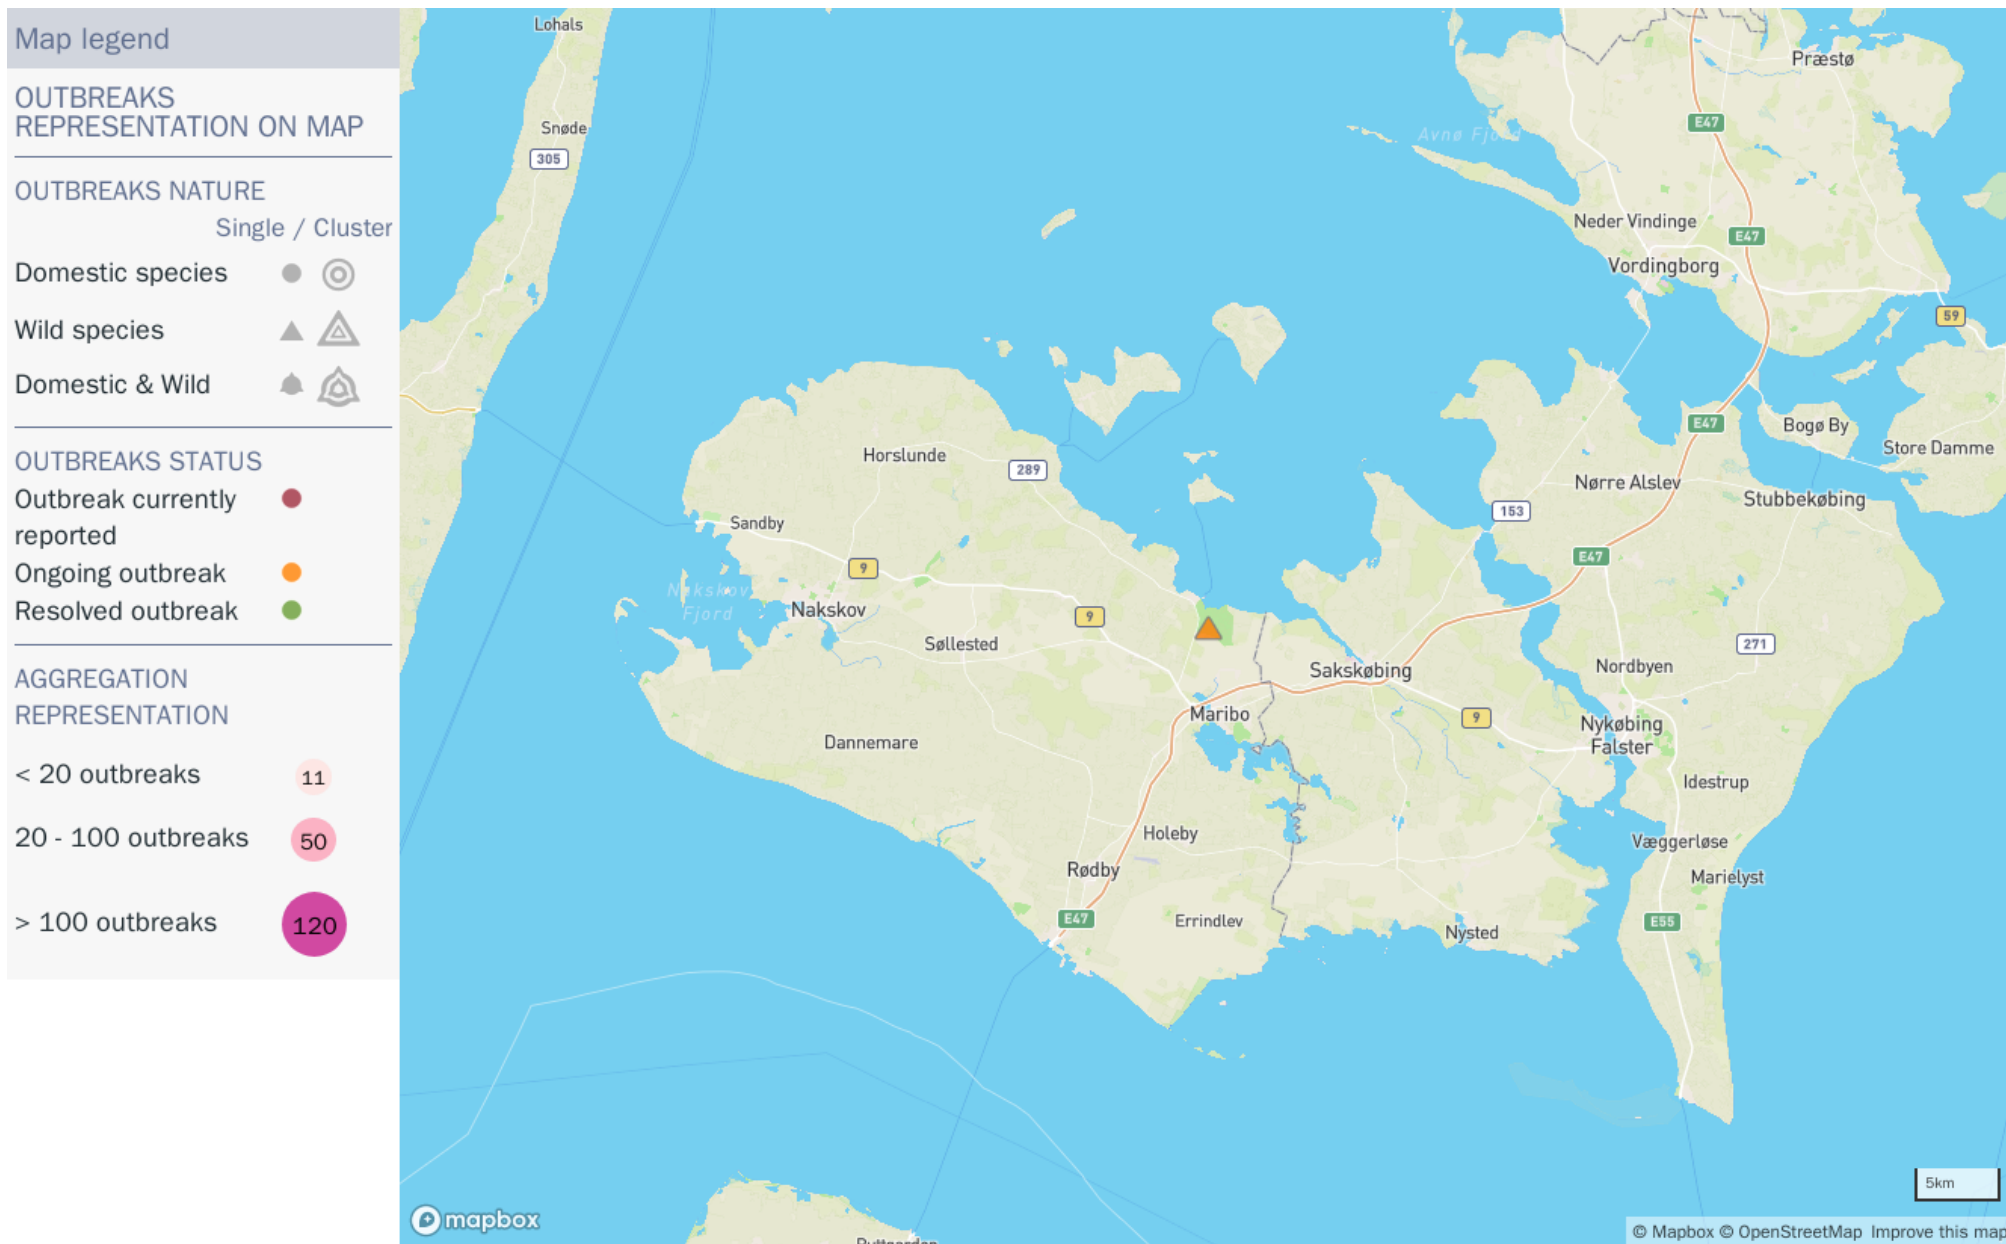 Map legend
OUTBREAKS
REPRESENTATION ON MAP
OUTBREAKS NATURE
Single / Cluster
Domestic species
Wild species
Domestic & Wild
OUTBREAKS STATUS
Outbreak currently
reported
Ongoing outbreak
Resolved outbreak
AGGREGATION
REPRESENTATION
< 20 outbreaks 11
20 - 100 outbreaks 50
> 100 outbreaks 120
Lohals
Præstø
E47
Snøde
Avnø Fjord
305
Neder Vindinge
E47
Vordingborg
59
E47
Bogø By
Horslunde
Store Damme
289
Nørre Alslev
Stubbekøbing
153
Sandby
E47
9
Nakskov
Fjord
Nakskov
9
Søllested
271
Nordbyen
Sakskøbing
Maribo
9
Nykøbing
Falster
Dannemare
Idestrup
Holeby
Væggerløse
Rødby
Marielyst
E47
Errindlev
E55
Nysted
5km
mapbox
© Mapbox © OpenStreetMap Improve this map